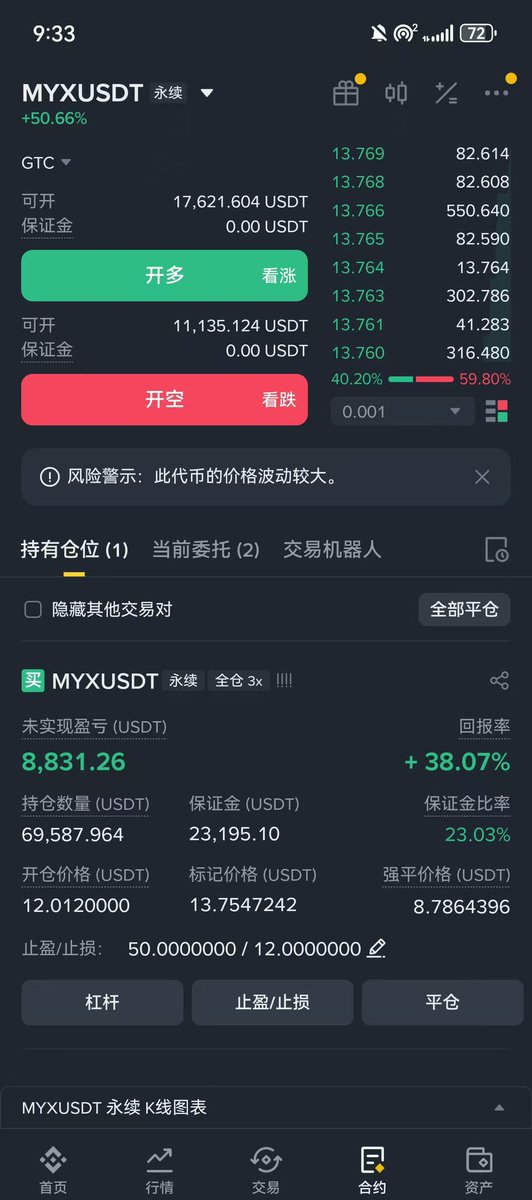 9:33
2
72
MYXUSDT 永续
+50.66%
GTC
可开 17,621.604 USDT
保证金 0.00 USDT
开多 看涨
可开 11,135.124 USDT
保证金 0.00 USDT
开空 看跌
13.769 82.614
13.768 82.608
13.766 550.640
13.765 82.590
13.764 13.764
13.763 302.786
13.761 41.283
13.760 316.480
40.20% 59.80%
0.001
风险警示：此代币的价格波动较大。
持有仓位 (1) 当前委托 (2) 交易机器人
隐藏其他交易对 全部平仓
买 MYXUSDT 永续 全仓 3x !!!!
未实现盈亏 (USDT) 回报率
8,831.26 + 38.07%
持仓数量 (USDT) 保证金 (USDT) 保证金比率
69,587.964 23,195.10 23.03%
开仓价格 (USDT) 标记价格 (USDT) 强平价格 (USDT)
12.0120000 13.7547242 8.7864396
止盈/止损： 50.0000000 / 12.0000000
杠杆 止盈/止损 平仓
MYXUSDT 永续 K线图表
首页 行情 交易 合约 资产